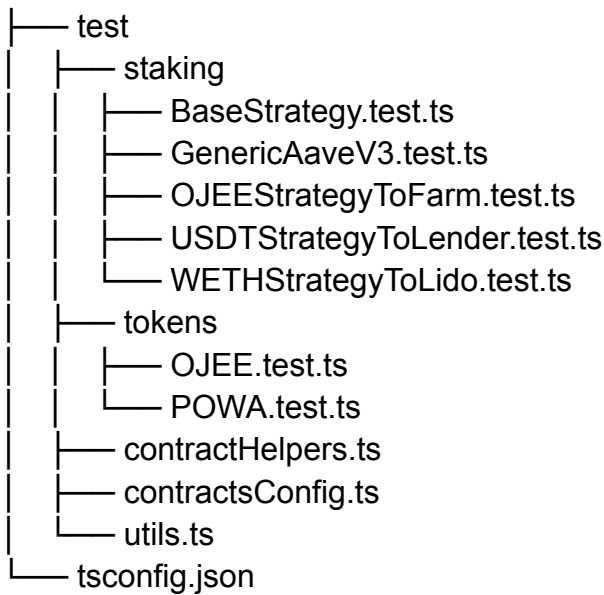 ├── test
│   ├── staking
│   │   ├── BaseStrategy.test.ts
│   │   ├── GenericAaveV3.test.ts
│   │   ├── OJEEStrategyToFarm.test.ts
│   │   ├── USDTStrategyToLender.test.ts
│   │   └── WETHStrategyToLido.test.ts
│   ├── tokens
│   │   ├── OJEE.test.ts
│   │   └── POWA.test.ts
│   ├── contractHelpers.ts
│   ├── contractsConfig.ts
│   └── utils.ts
└── tsconfig.json